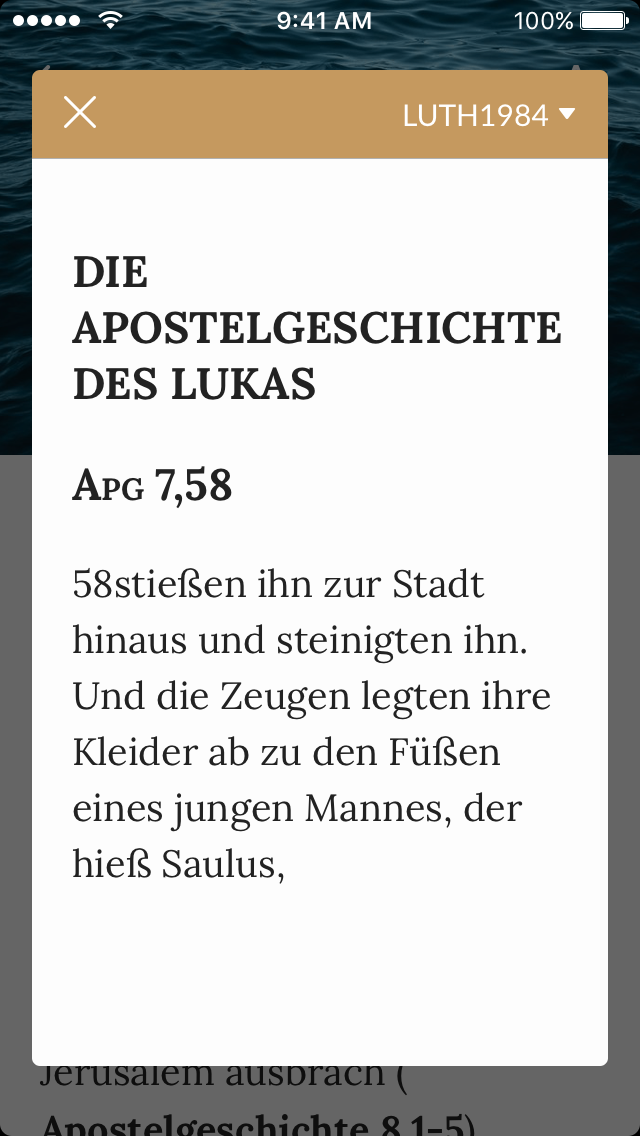 9:41 AM
100%
LUTH1984
DIE
APOSTELGESCHICHTE
DES LUKAS
APG 7,58
58stießen ihn zur Stadt
hinaus und steinigten ihn.
Und die Zeugen legten ihre
Kleider ab zu den Füßen
eines jungen Mannes, der
hieß Saulus,
Jerusalem ausbrach (
Apostelgeschichte 8,1-5)